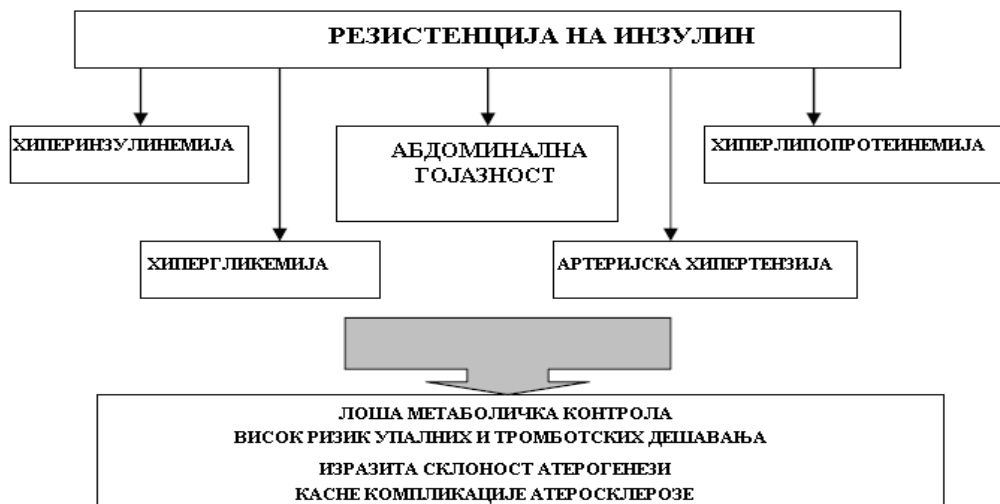 РЕЗИСТЕНЦИЈА НА ИНЗУЛИН
ХИПЕРИНЗУЛИНЕМИЈА
АБДОМИНАЛНА
ГОЈАЗНОСТ
ХИПЕРЛИПОПРОТЕИНЕМИЈА
ХИПЕРГЛИКЕМИЈА
АРТЕРИЈСКА ХИПЕРТЕНЗИЈА
ЛОША МЕТАБОЛИЧКА КОНТРОЛА
ВИСОК РИЗИК УПАЛНИХ И ТРОМБОТСКИХ ДЕШАВАЊА
ИЗРАЗИТА СКЛОНОСТ АТЕРОГЕНЕЗИ
КАСНЕ КОМПЛИКАЦИЈЕ АТЕРОСКЛЕРОЗЕ